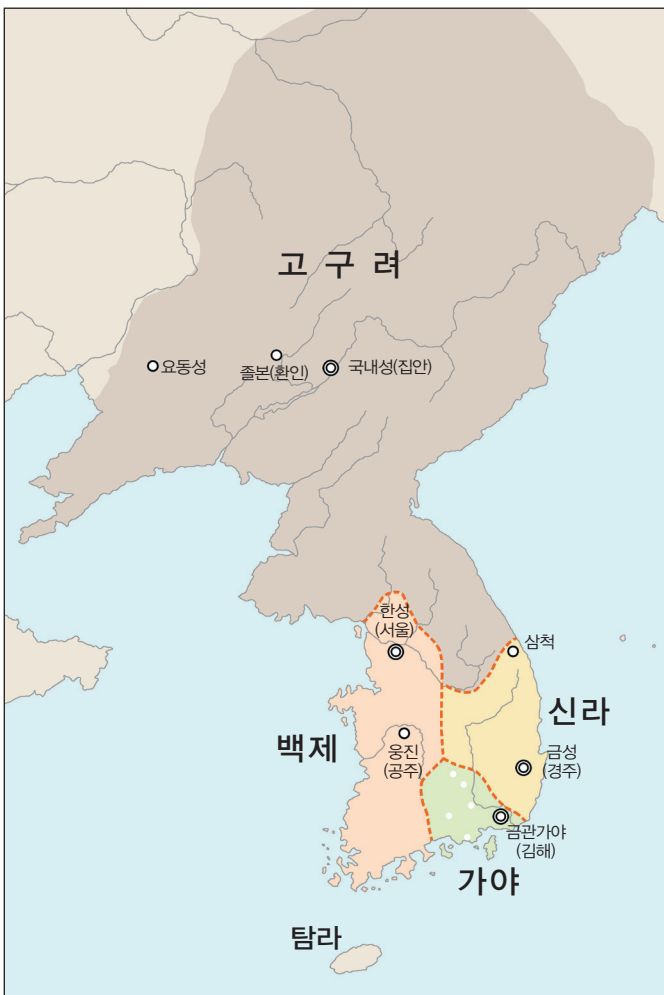 고 구 려
요동성
졸본(환인)
국내성(집안)
한성
(서울)
삼척
신라
백제
웅진
(공주)
금성
(경주)
금관가야
(김해)
가야
탐라